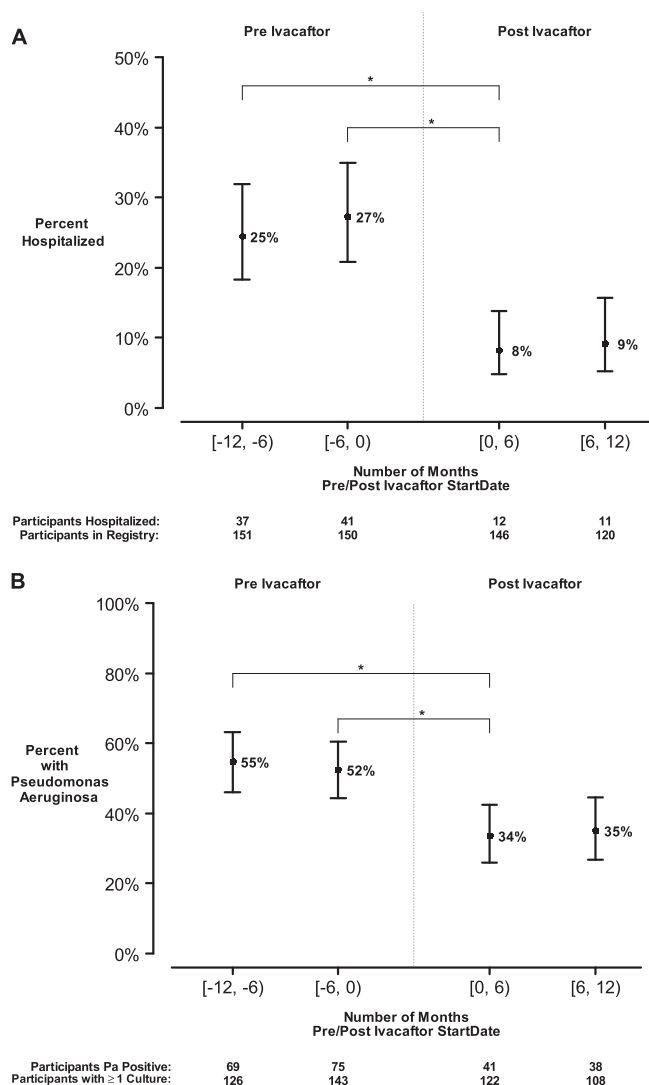 A
Pre Ivacaftor Post Ivacaftor
50%
*
40%
*
30%
Percent
Hospitalized
25%
27%
20%
10%
8%
9%
0%
[-12, -6) [-6, 0) [0, 6) [6, 12)
Number of Months
Pre/Post Ivacaftor StartDate
Participants Hospitalized: 37 41 12 11
Participants in Registry: 151 150 146 120
B
Pre Ivacaftor Post Ivacaftor
100%
80%
*
*
60%
Percent
with
Pseudomonas
Aeruginosa
55%
52%
40%
34%
35%
20%
0%
[-12, -6) [-6, 0) [0, 6) [6, 12)
Number of Months
Pre/Post Ivacaftor StartDate
Participants Pa Positive: 69 75 41 38
Participants with ≥ 1 Culture: 126 143 122 108